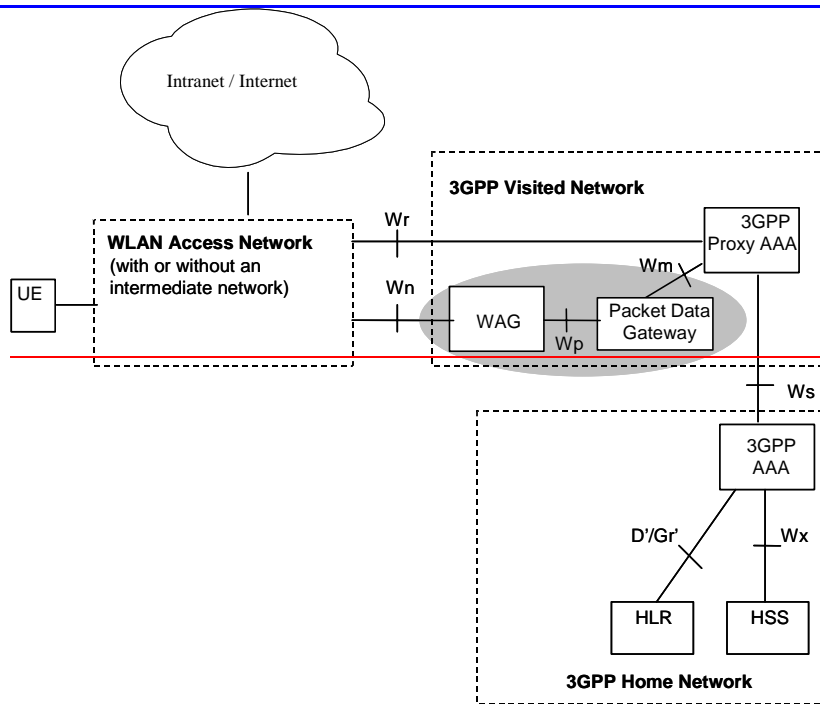 Intranet / Internet
3GPP Visited Network
Wr
3GPP
Proxy AAA
WLAN Access Network
(with or without an
intermediate network)
Wm
UE
Wn
WAG
Wp
Packet Data
Gateway
Ws
3GPP
AAA
D'/Gr'
Wx
HLR
HSS
3GPP Home Network